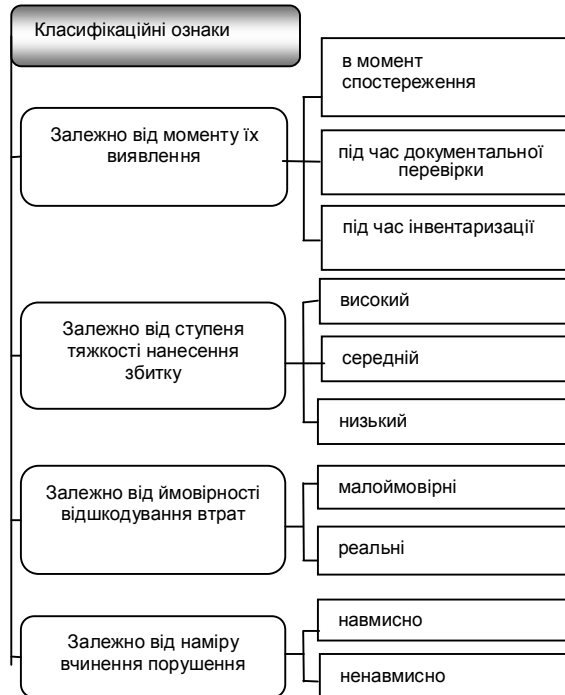 Класифікаційні ознаки
Залежно від моменту їх
виявлення
в момент
спостереження
під час документальної
перевірки
під час інвентаризації
Залежно від ступеня
тяжкості нанесення
збитку
високий
середній
низький
Залежно від ймовірності
відшкодування втрат
малоймовірні
реальні
Залежно від наміру
вчинення порушення
навмисно
ненавмисно